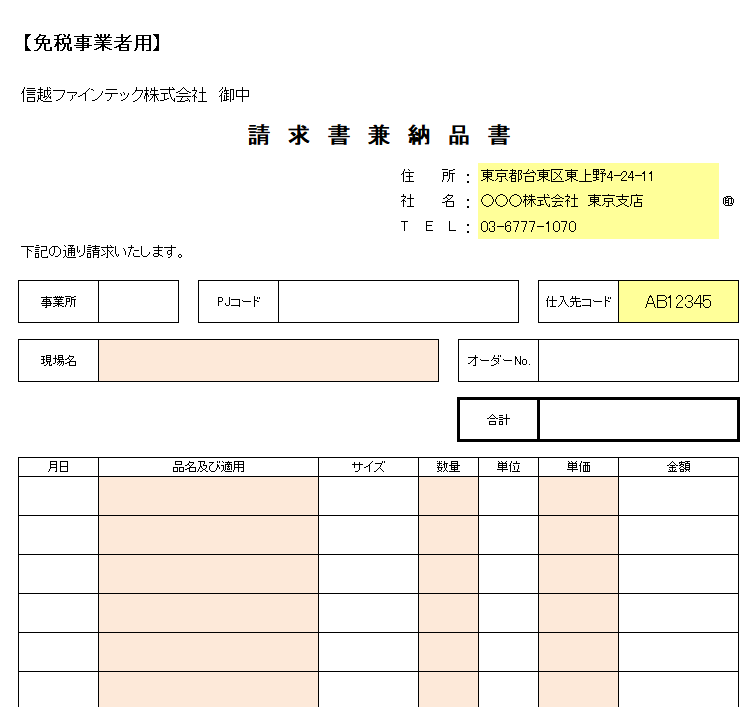 【免税事業者用】
信越ファインテック株式会社 御中
請求書兼納品書
住 所 : 東京都台東区東上野4-24-11
社 名 : 〇〇〇株式会社 東京支店 ㊞
T E L : 03-6777-1070
下記の通り請求いたします。
事業所 PJコード 仕入先コード AB12345
現場名 オーダーNo.
合計
月日 品名及び適用 サイズ 数量 単位 単価 金額